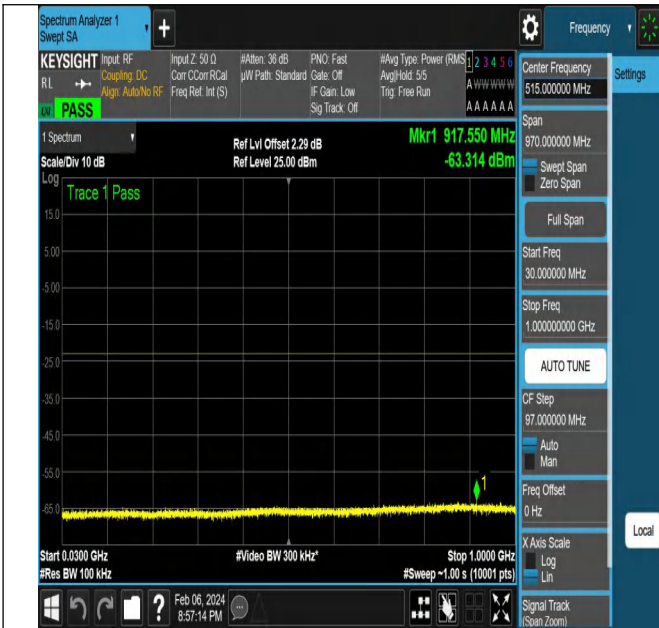 Spectrum Analyzer 1
Swept SA
+
Frequency
KEYSIGHT
RL
PASS
Input: RF
Coupling: DC
Align: Auto/No RF
Input Z: 50 Ω
Corr CCorr RCal
Freq Ref: Int (S)
#Atten: 36 dB
µW Path: Standard
PNO: Fast
Gate: Off
IF Gain: Low
Sig Track: Off
#Avg Type: Power (RMS
Avg|Hold: 5/5
Trig: Free Run
1 2 3 4 5 6
A W W W W W
A A A A A A
1 Spectrum
Scale/Div 10 dB
Log
Ref Lvl Offset 2.29 dB
Ref Level 25.00 dBm
Mkr1 917.550 MHz
-63.314 dBm
Trace 1 Pass
15.0
5.00
-5.00
-15.0
-25.0
-35.0
-45.0
-55.0
-65.0
1
Start 0.0300 GHz
#Res BW 100 kHz
#Video BW 300 kHz*
Stop 1.0000 GHz
#Sweep ~1.00 s (10001 pts)
Feb 06, 2024
8:57:14 PM
?
Center Frequency
515.000000 MHz
Span
970.000000 MHz
Swept Span
Zero Span
Full Span
Start Freq
30.000000 MHz
Stop Freq
1.000000000 GHz
AUTO TUNE
CF Step
97.000000 MHz
Auto
Man
Freq Offset
0 Hz
X Axis Scale
Log
Lin
Signal Track
(Span Zoom)
Settings
Local